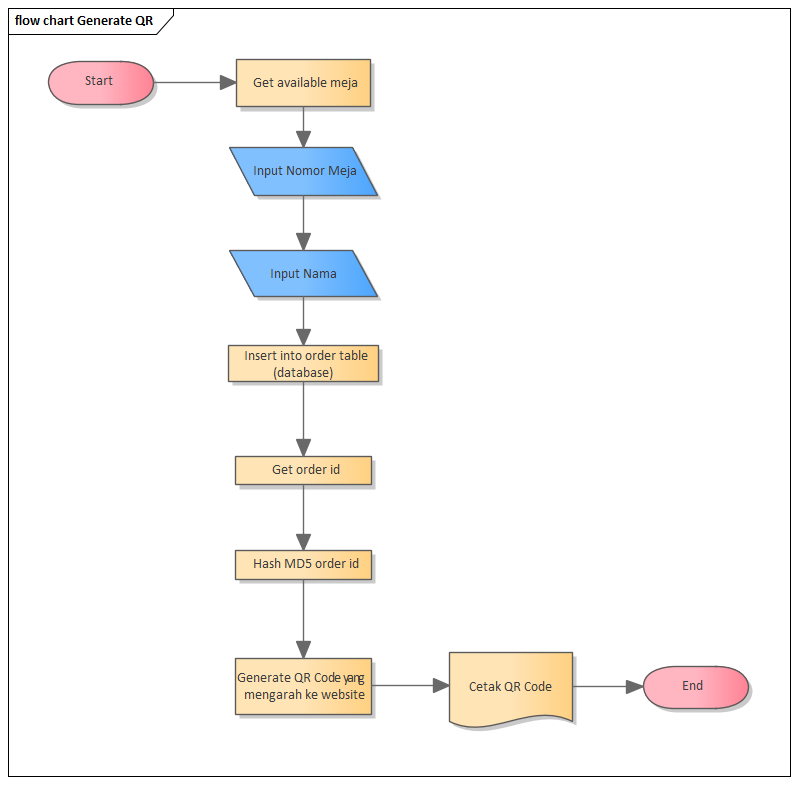 flow chart Generate QR
Start
Get available meja
Input Nomor Meja
Input Nama
Insert into order table
(database)
Get order id
Hash MD5 order id
Generate QR Code yang
mengarah ke website
Cetak QR Code
End